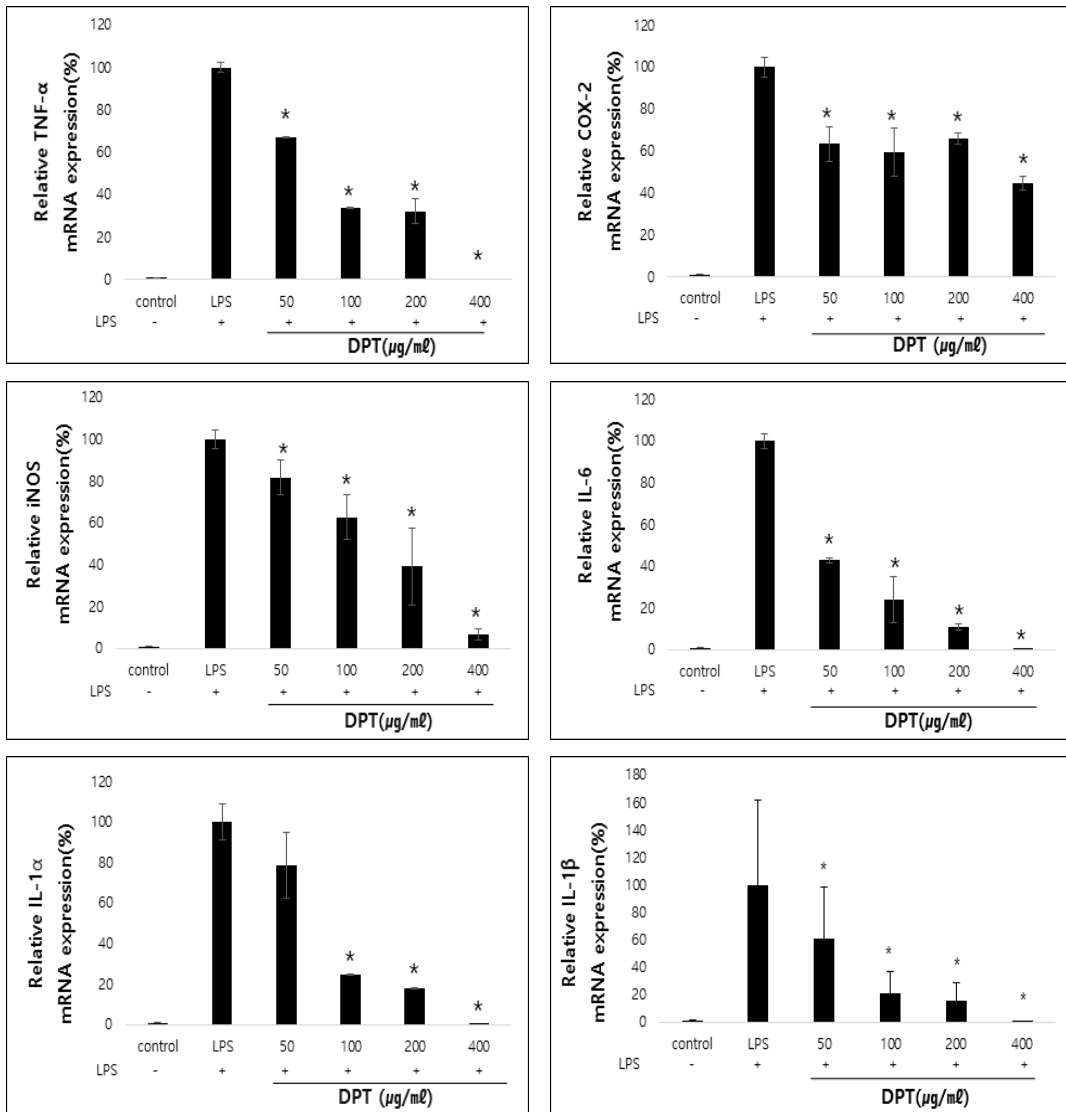 Relative TNF-α
mRNA expression(%)
120
100
80
60
40
20
0
*
*
*
*
control LPS 50 100 200 400
LPS - + + + + +
DPT(μg/㎖)
Relative COX-2
mRNA expression(%)
120
100
80
60
40
20
0
*
*
*
*
control LPS 50 100 200 400
LPS - + + + + +
DPT (μg/㎖)
Relative iNOS
mRNA expression(%)
120
100
80
60
40
20
0
*
*
*
*
control LPS 50 100 200 400
LPS - + + + + +
DPT(μg/㎖)
Relative IL-6
mRNA expression(%)
120
100
80
60
40
20
0
*
*
*
*
control LPS 50 100 200 400
LPS - + + + + +
DPT(μg/㎖)
Relative IL-1α
mRNA expression(%)
120
100
80
60
40
20
0
*
*
*
control LPS 50 100 200 400
LPS - + + + + +
DPT(μg/㎖)
Relative IL-1β
mRNA expression(%)
180
160
140
120
100
80
60
40
20
0
*
*
*
*
control LPS 50 100 200 400
LPS - + + + + +
DPT(μg/㎖)